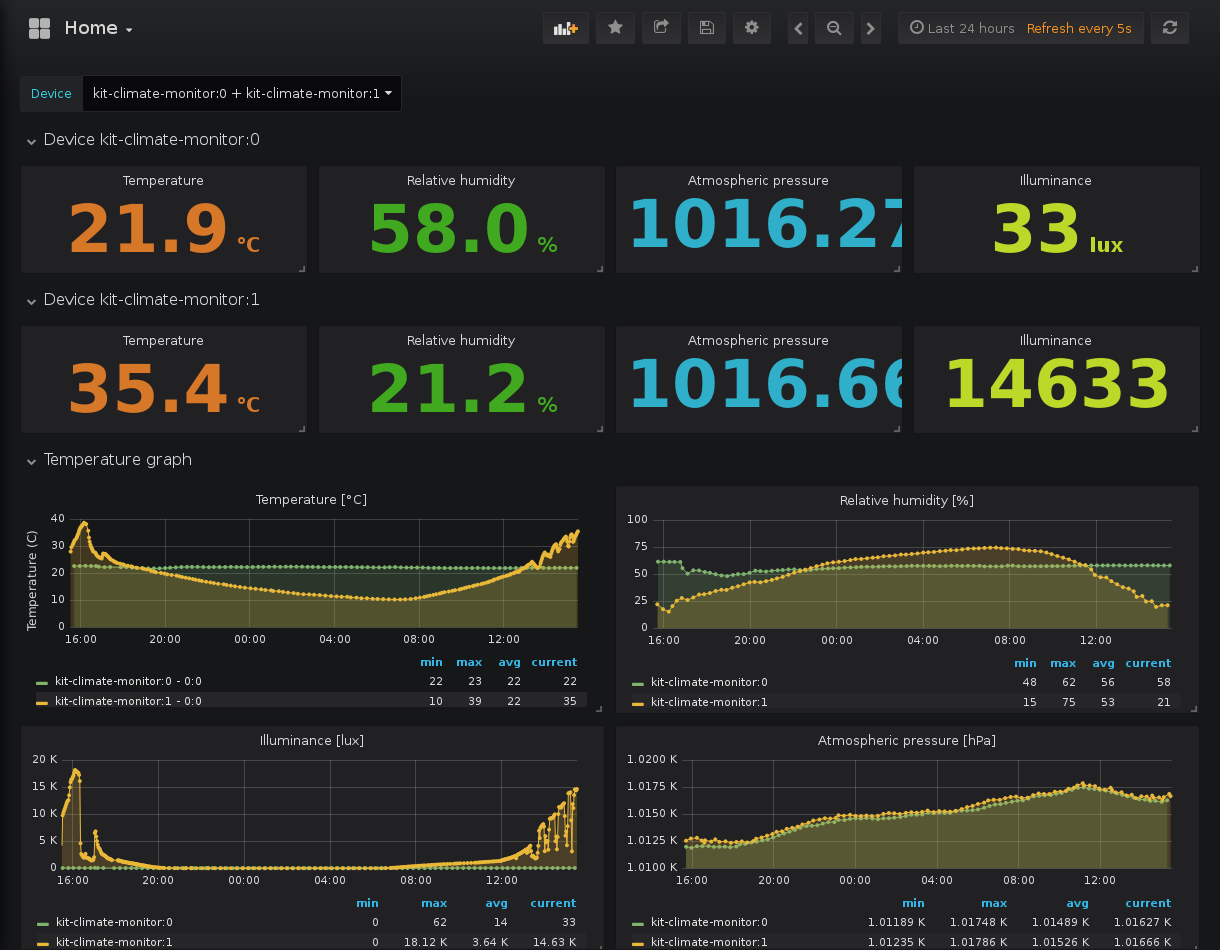 Home
Last 24 hours Refresh every 5s
Device kit-climate-monitor:0 + kit-climate-monitor:1
Device kit-climate-monitor:0
Temperature Relative humidity Atmospheric pressure Illuminance
21.9 °C 58.0 % 1016.27 33 lux
Device kit-climate-monitor:1
Temperature Relative humidity Atmospheric pressure Illuminance
35.4 °C 21.2 % 1016.66 14633
Temperature graph
Temperature [°C]
Temperature (C)
40
30
20
10
0
16:00 20:00 00:00 04:00 08:00 12:00
min max avg current
kit-climate-monitor:0 - 0:0 22 23 22 22
kit-climate-monitor:1 - 0:0 10 39 22 35
Relative humidity [%]
100
75
50
25
0
16:00 20:00 00:00 04:00 08:00 12:00
min max avg current
kit-climate-monitor:0 48 62 56 58
kit-climate-monitor:1 15 75 53 21
Illuminance [lux]
20 K
15 K
10 K
5 K
0
16:00 20:00 00:00 04:00 08:00 12:00
min max avg current
kit-climate-monitor:0 0 62 14 33
kit-climate-monitor:1 0 18.12 K 3.64 K 14.63 K
Atmospheric pressure [hPa]
1.0200 K
1.0175 K
1.0150 K
1.0125 K
1.0100 K
16:00 20:00 00:00 04:00 08:00 12:00
min max avg current
kit-climate-monitor:0 1.01189 K 1.01748 K 1.01489 K 1.01627 K
kit-climate-monitor:1 1.01235 K 1.01786 K 1.01526 K 1.01666 K